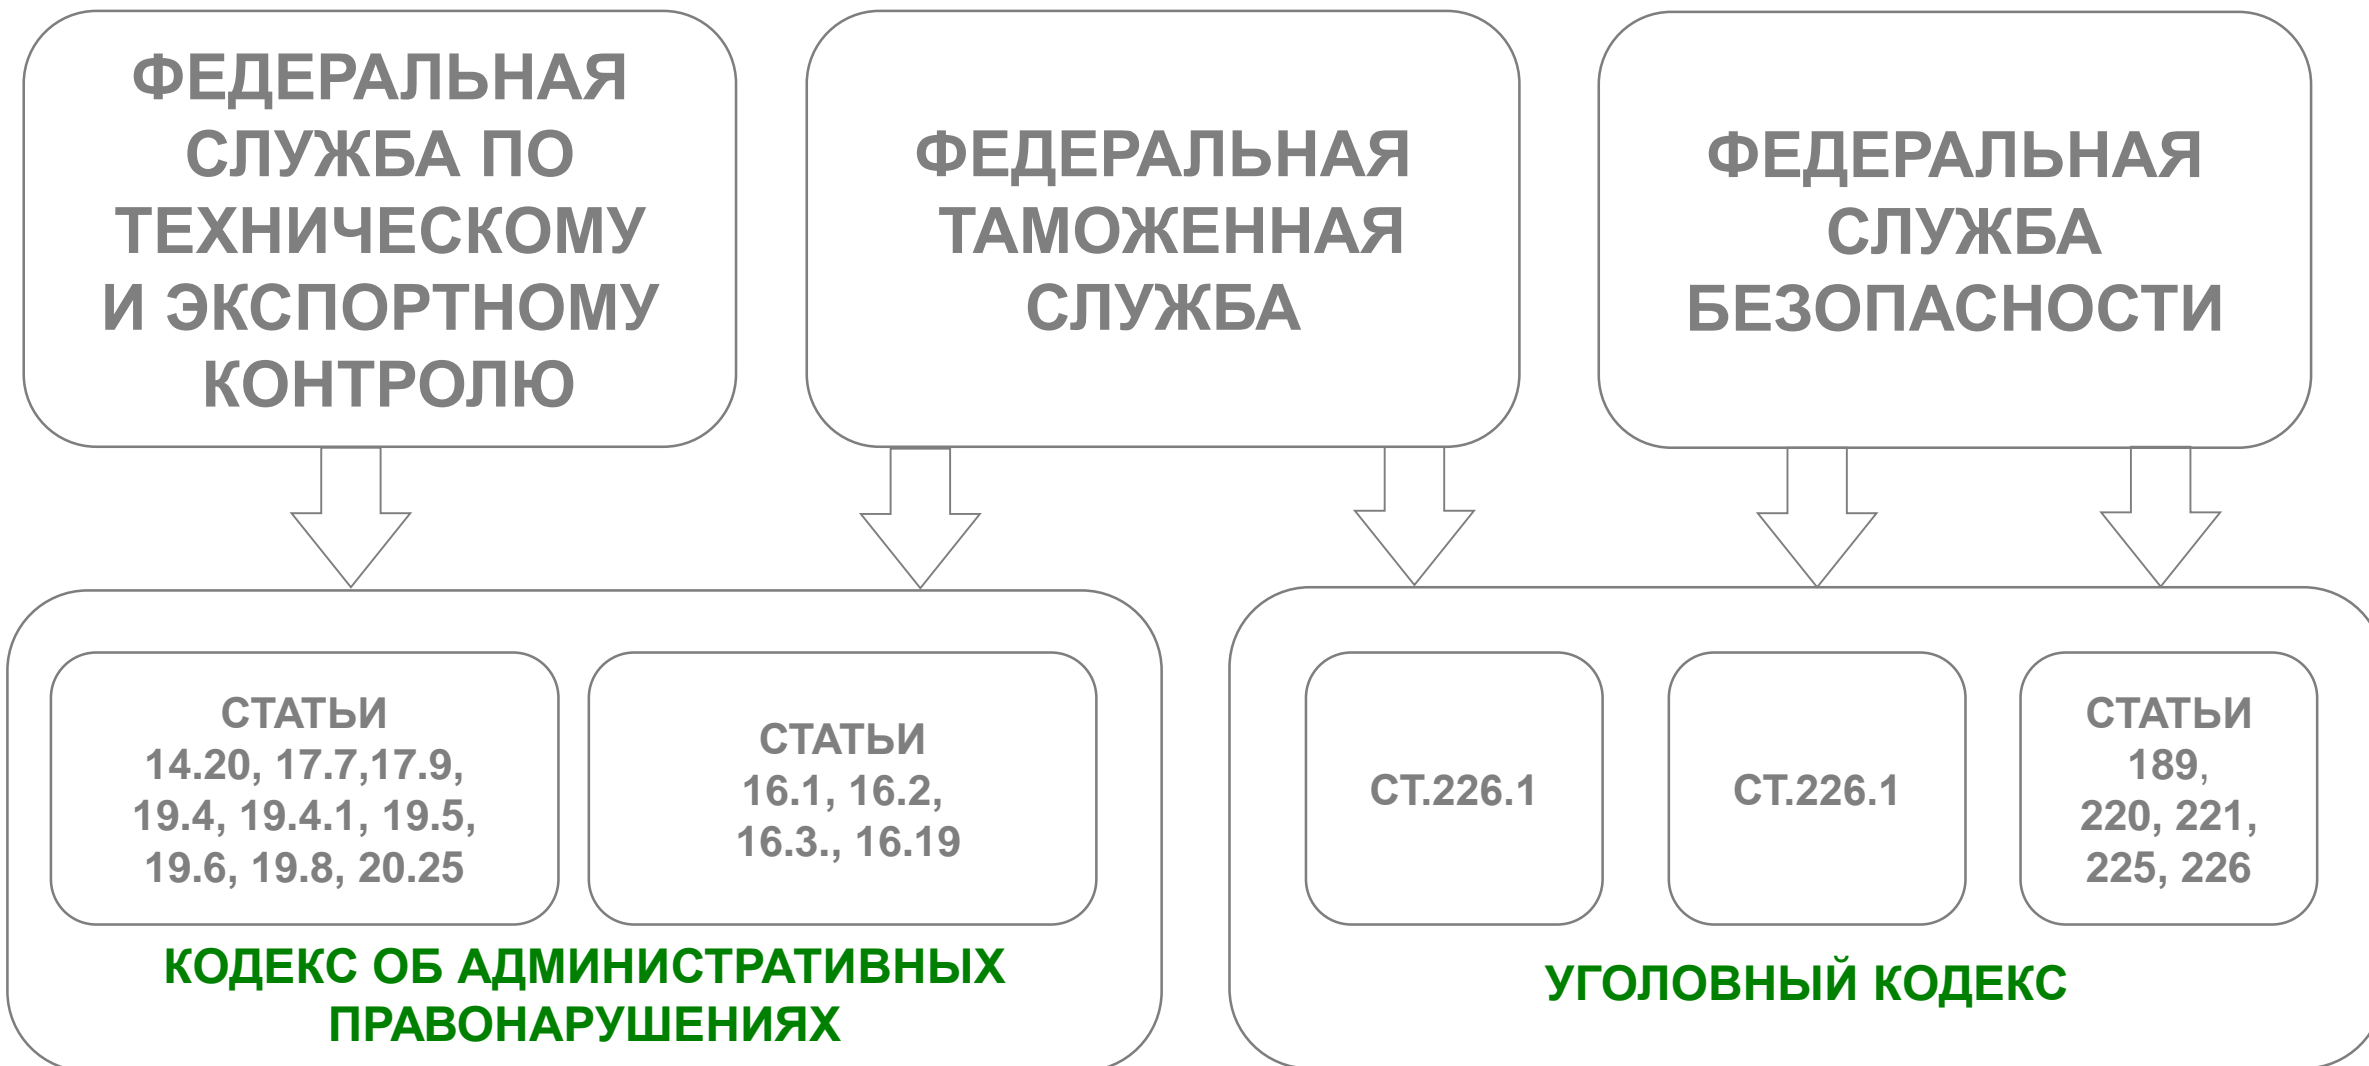 ФЕДЕРАЛЬНАЯ
СЛУЖБА ПО
ТЕХНИЧЕСКОМУ
И ЭКСПОРТНОМУ
КОНТРОЛЮ
ФЕДЕРАЛЬНАЯ
ТАМОЖЕННАЯ
СЛУЖБА
ФЕДЕРАЛЬНАЯ
СЛУЖБА
БЕЗОПАСНОСТИ
СТАТЬИ
14.20, 17.7,17.9,
19.4, 19.4.1, 19.5,
19.6, 19.8, 20.25
СТАТЬИ
16.1, 16.2,
16.3., 16.19
КОДЕКС ОБ АДМИНИСТРАТИВНЫХ
ПРАВОНАРУШЕНИЯХ
СТ.226.1
СТ.226.1
СТАТЬИ
189,
220, 221,
225, 226
УГОЛОВНЫЙ КОДЕКС